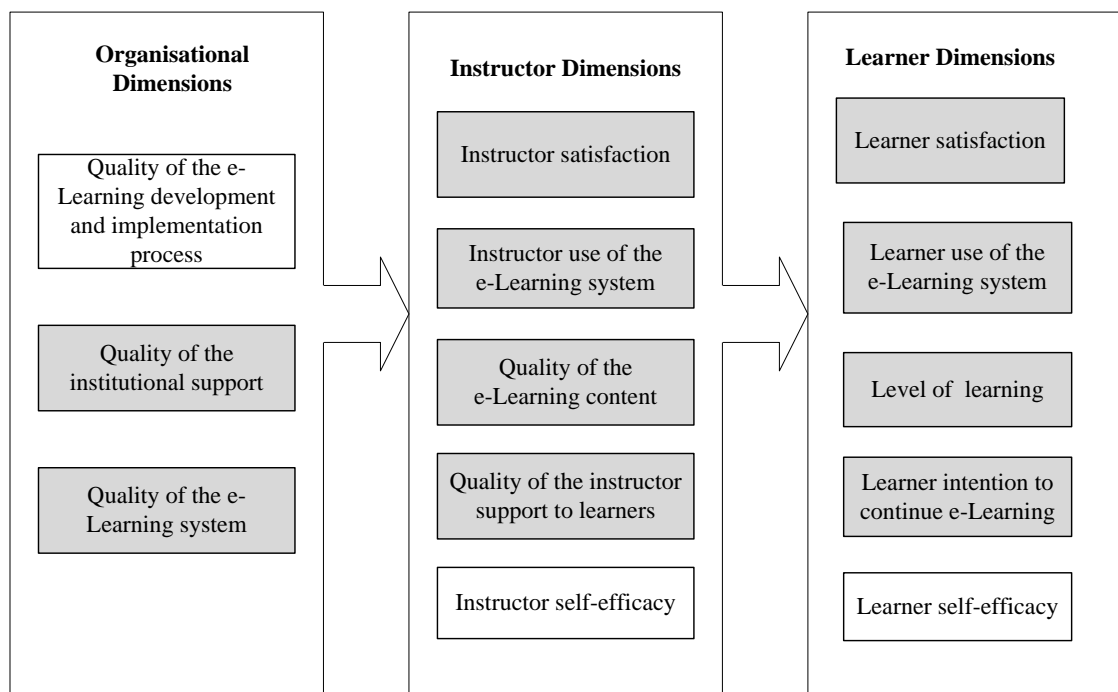 Organisational
Dimensions
Quality of the e-
Learning development
and implementation
process
Quality of the
institutional support
Quality of the e-
Learning system
Instructor Dimensions
Instructor satisfaction
Instructor use of the
e-Learning system
Quality of the
e-Learning content
Quality of the instructor
support to learners
Instructor self-efficacy
Learner Dimensions
Learner satisfaction
Learner use of the
e-Learning system
Level of learning
Learner intention to
continue e-Learning
Learner self-efficacy